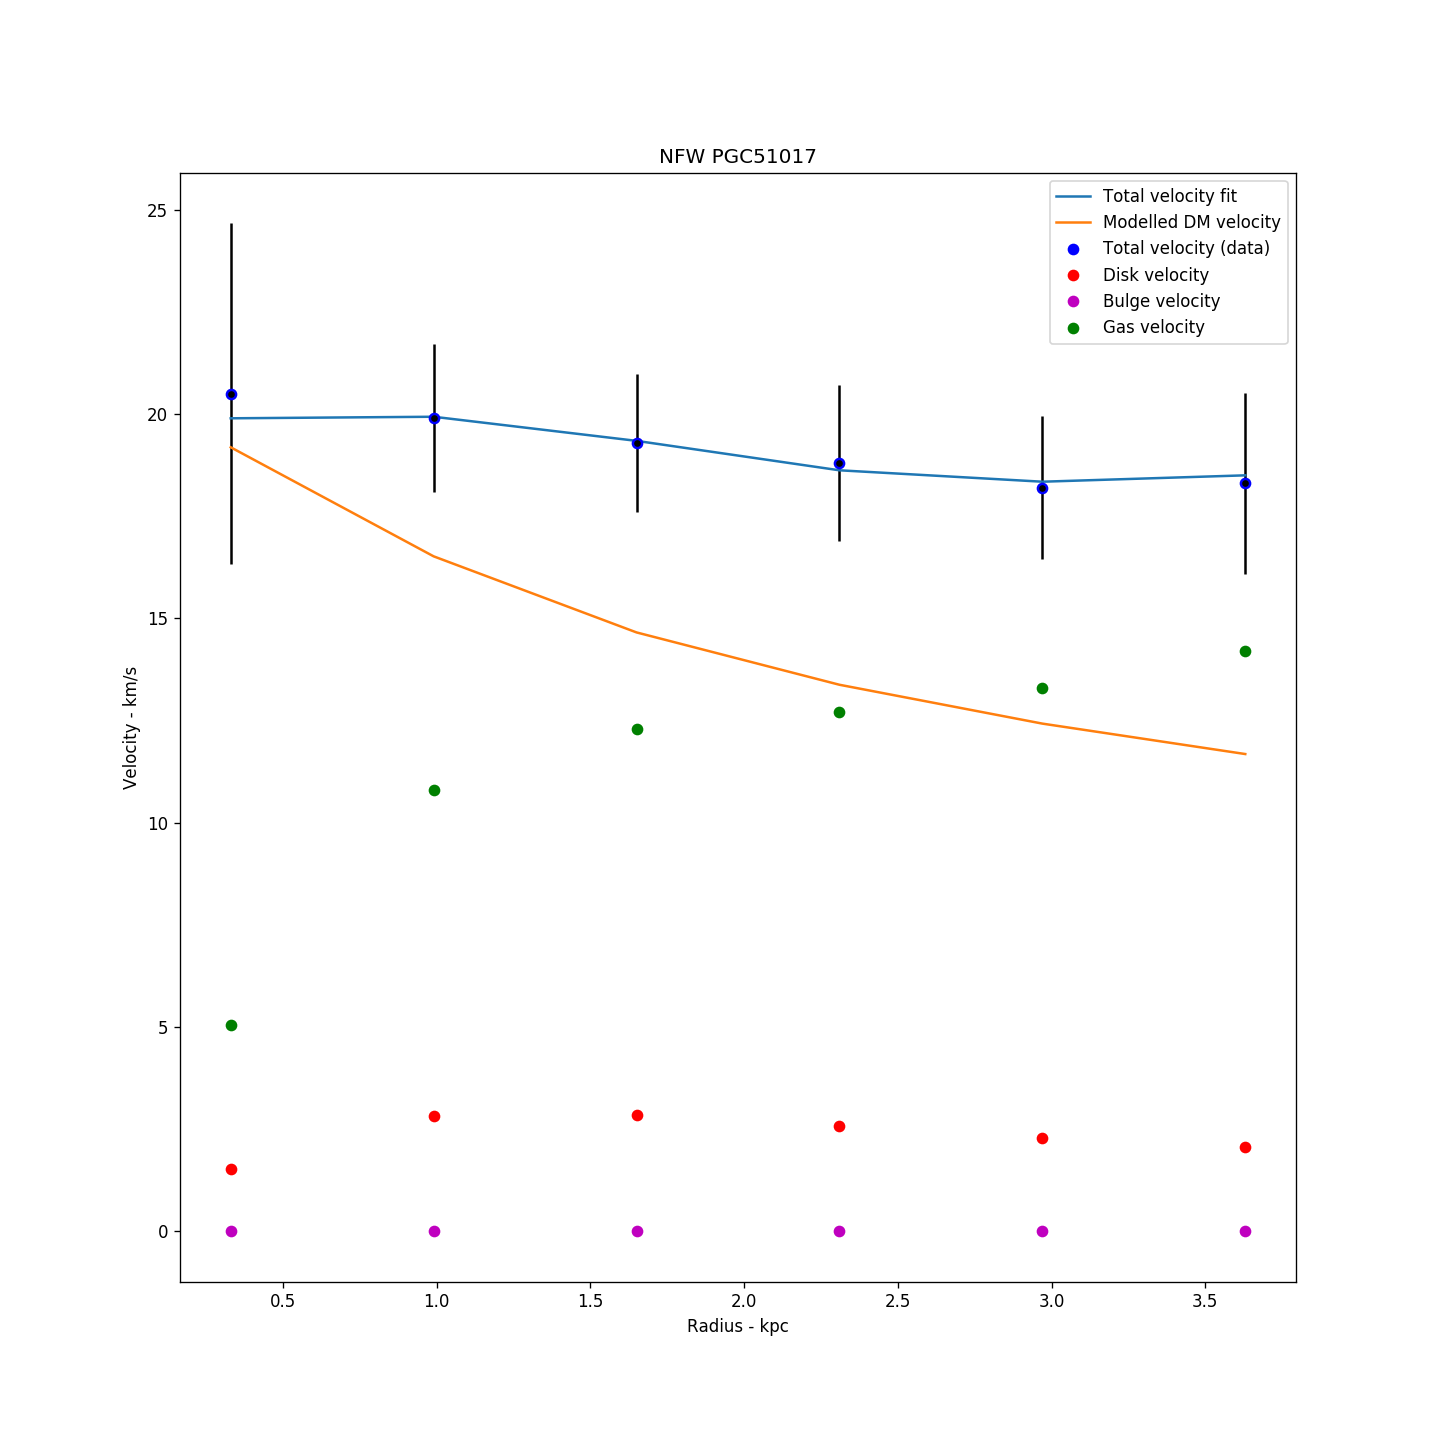 NFW PGC51017
Total velocity fit
Modelled DM velocity
Total velocity (data)
Disk velocity
Bulge velocity
Gas velocity
25
20
15
10
5
0
Velocity - km/s
0.5 1.0 1.5 2.0 2.5 3.0 3.5
Radius - kpc